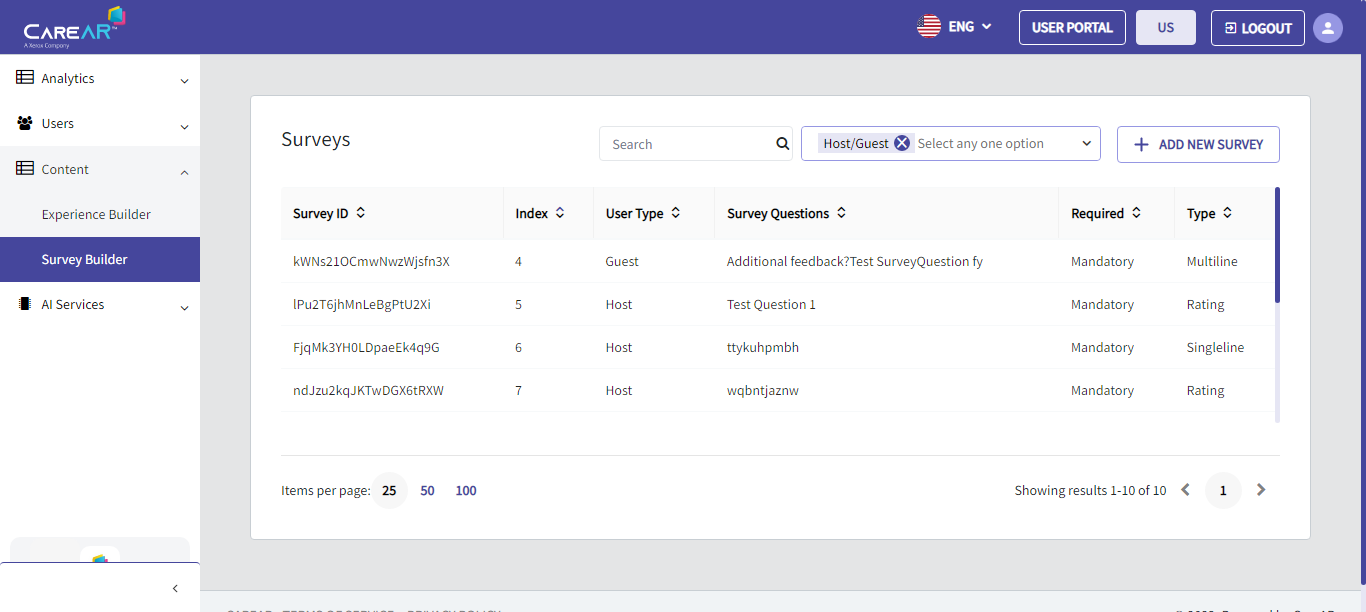 CAREAR™
A Xerox Company
ENG
USER PORTAL
US
LOGOUT
Analytics
Users
Content
Experience Builder
Survey Builder
AI Services
Surveys
Search
Host/Guest Select any one option
ADD NEW SURVEY
Survey ID Index User Type Survey Questions Required Type
kWNs21OCmwNwzWjsfn3X 4 Guest Additional feedback?Test SurveyQuestion fy Mandatory Multiline
lPu2T6jhMnLeBgPtU2Xi 5 Host Test Question 1 Mandatory Rating
FjqMk3YH0LDpaeEk4q9G 6 Host ttykuhpmbh Mandatory Singleline
ndJzu2kqJKTwDGX6tRXW 7 Host wqbntjaznw Mandatory Rating
Items per page: 25 50 100
Showing results 1-10 of 10 1